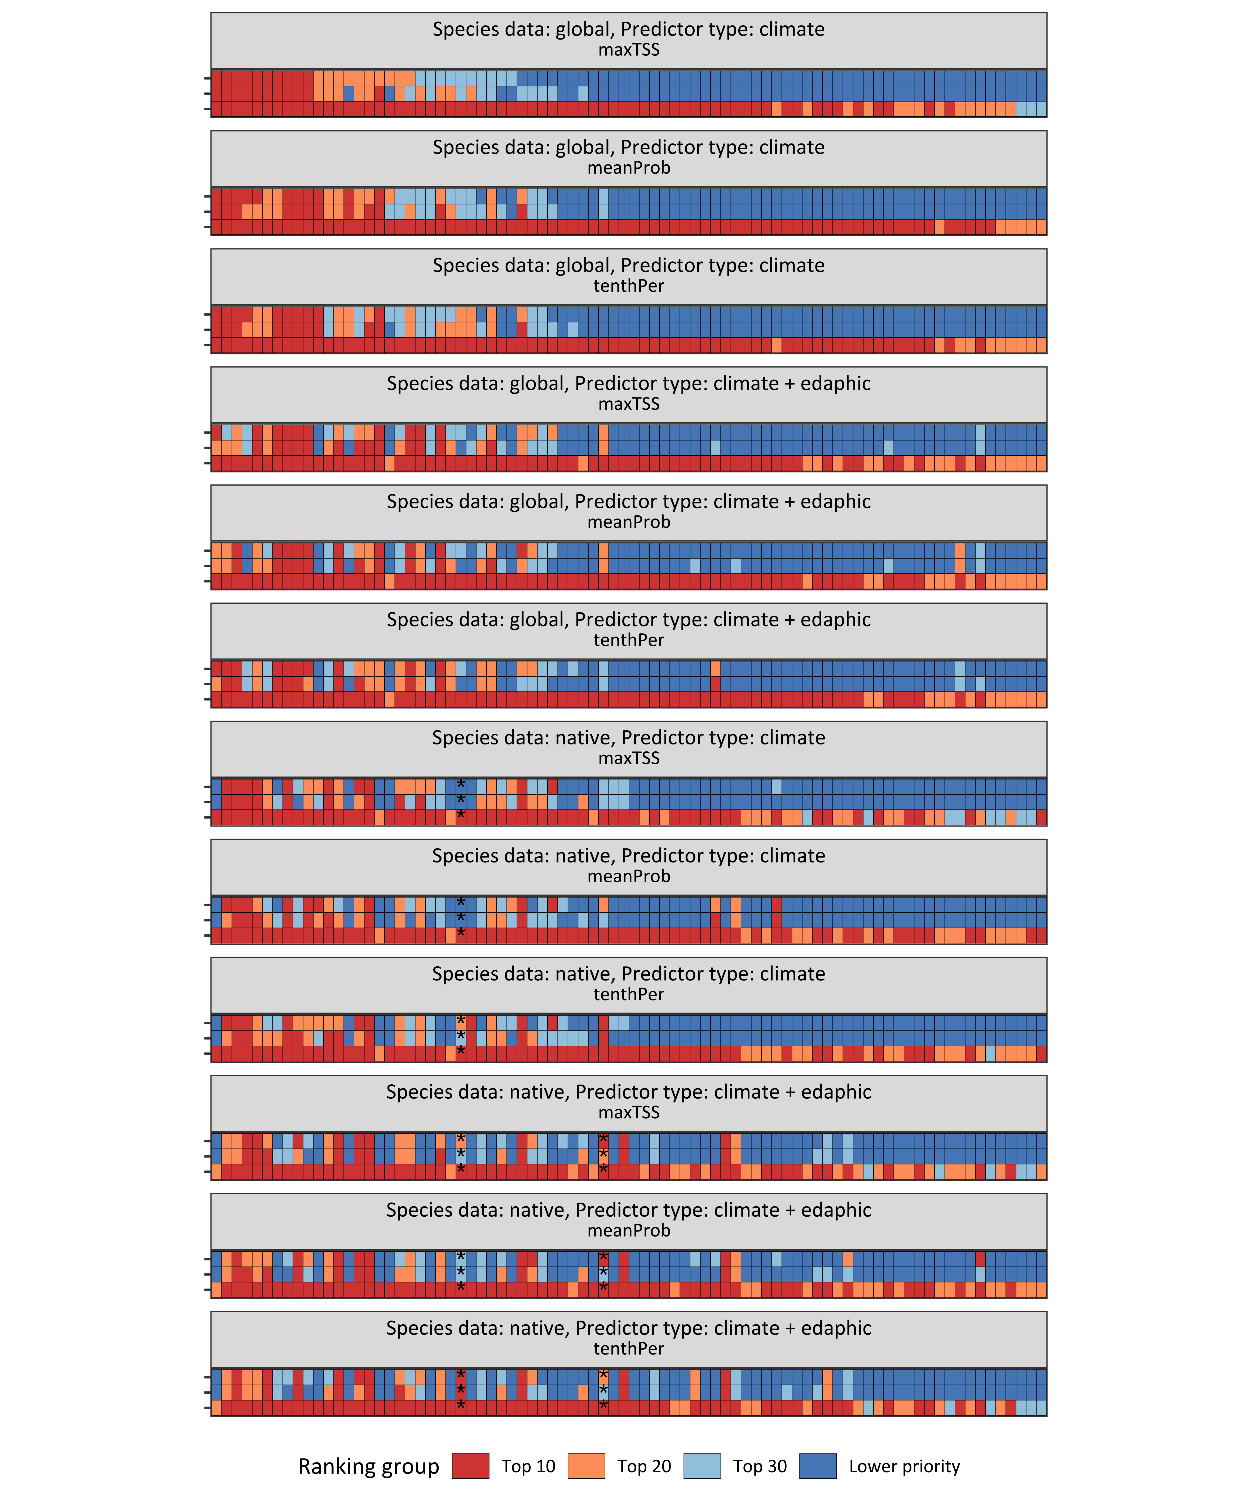 Species data: global, Predictor type: climate
maxTSS
Species data: global, Predictor type: climate
meanProb
Species data: global, Predictor type: climate
tenthPer
Species data: global, Predictor type: climate + edaphic
maxTSS
Species data: global, Predictor type: climate + edaphic
meanProb
Species data: global, Predictor type: climate + edaphic
tenthPer
Species data: native, Predictor type: climate
maxTSS
*
*
*
Species data: native, Predictor type: climate
meanProb
*
*
*
Species data: native, Predictor type: climate
tenthPer
*
*
*
Species data: native, Predictor type: climate + edaphic
maxTSS
* *
* *
* *
Species data: native, Predictor type: climate + edaphic
meanProb
* *
* *
* *
Species data: native, Predictor type: climate + edaphic
tenthPer
* *
* *
* *
Ranking group Top 10 Top 20 Top 30 Lower priority